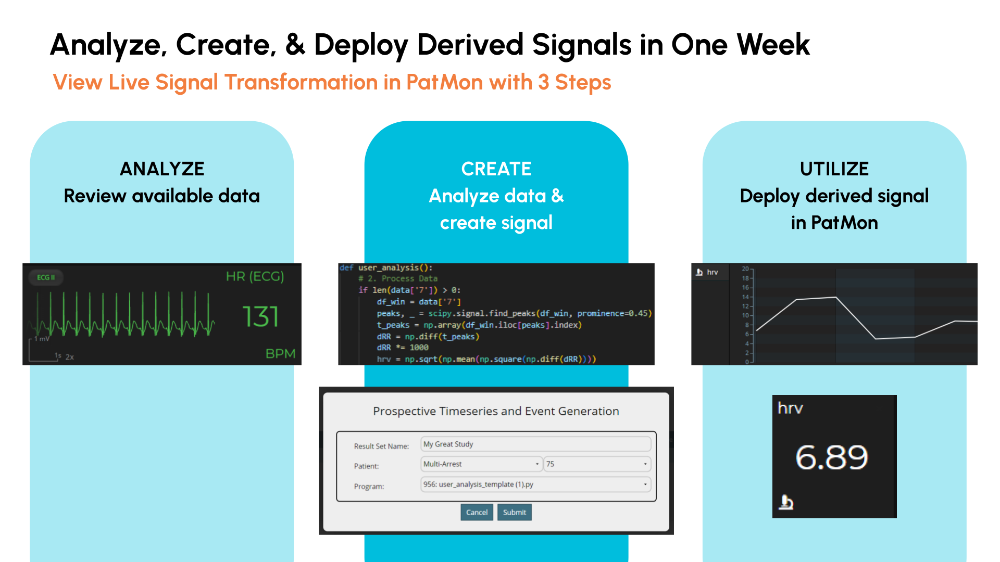 Analyze, Create, & Deploy Derived Signals in One Week
View Live Signal Transformation in PatMon with 3 Steps
ANALYZE
Review available data
ECG II
HR (ECG)
131
1 mV
1s 2x
BPM
CREATE
Analyze data &
create signal
def user_analysis():
# 2. Process Data
if len(data['7']) > 0:
df_win = data['7']
peaks, _ = scipy.signal.find_peaks(df_win, prominence=0.45)
t_peaks = np.array(df_win.iloc[peaks].index)
dRR = np.diff(t_peaks)
dRR *= 1000
hrv = np.sqrt(np.mean(np.square(np.diff(dRR))))
Prospective Timeseries and Event Generation
Result Set Name: My Great Study
Patient: Multi-Arrest 75
Program: 956: user_analysis_template (1).py
Cancel Submit
UTILIZE
Deploy derived signal
in PatMon
hrv
20
18
16
14
12
10
8
6
4
2
0
hrv
6.89